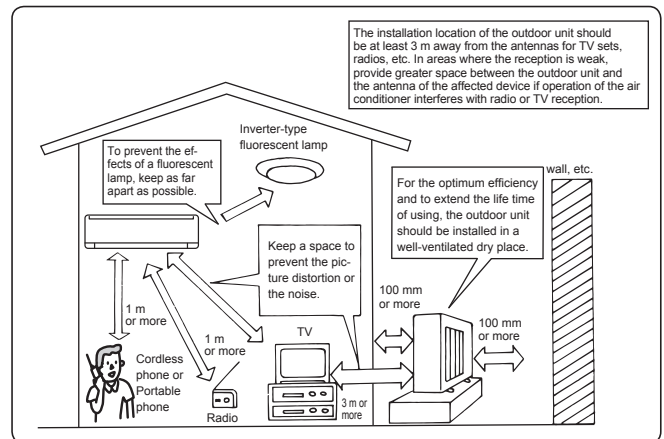 The installation location of the outdoor unit should
be at least 3 m away from the antennas for TV sets,
radios, etc. In areas where the reception is weak,
provide greater space between the outdoor unit and
the antenna of the affected device if operation of the air
conditioner interferes with radio or TV reception.
Inverter-type
fluorescent lamp
To prevent the ef-
fects of a fluorescent
lamp, keep as far
apart as possible.
wall, etc.
For the optimum efficiency
and to extend the life time
of using, the outdoor unit
should be installed in a
well-ventilated dry place.
Keep a space to
prevent the pic-
ture distortion or
the noise.
100 mm
or more
100 mm
or more
1 m
or more
1 m
or more
TV
Cordless
phone or
Portable
phone
Radio
3 m or
more